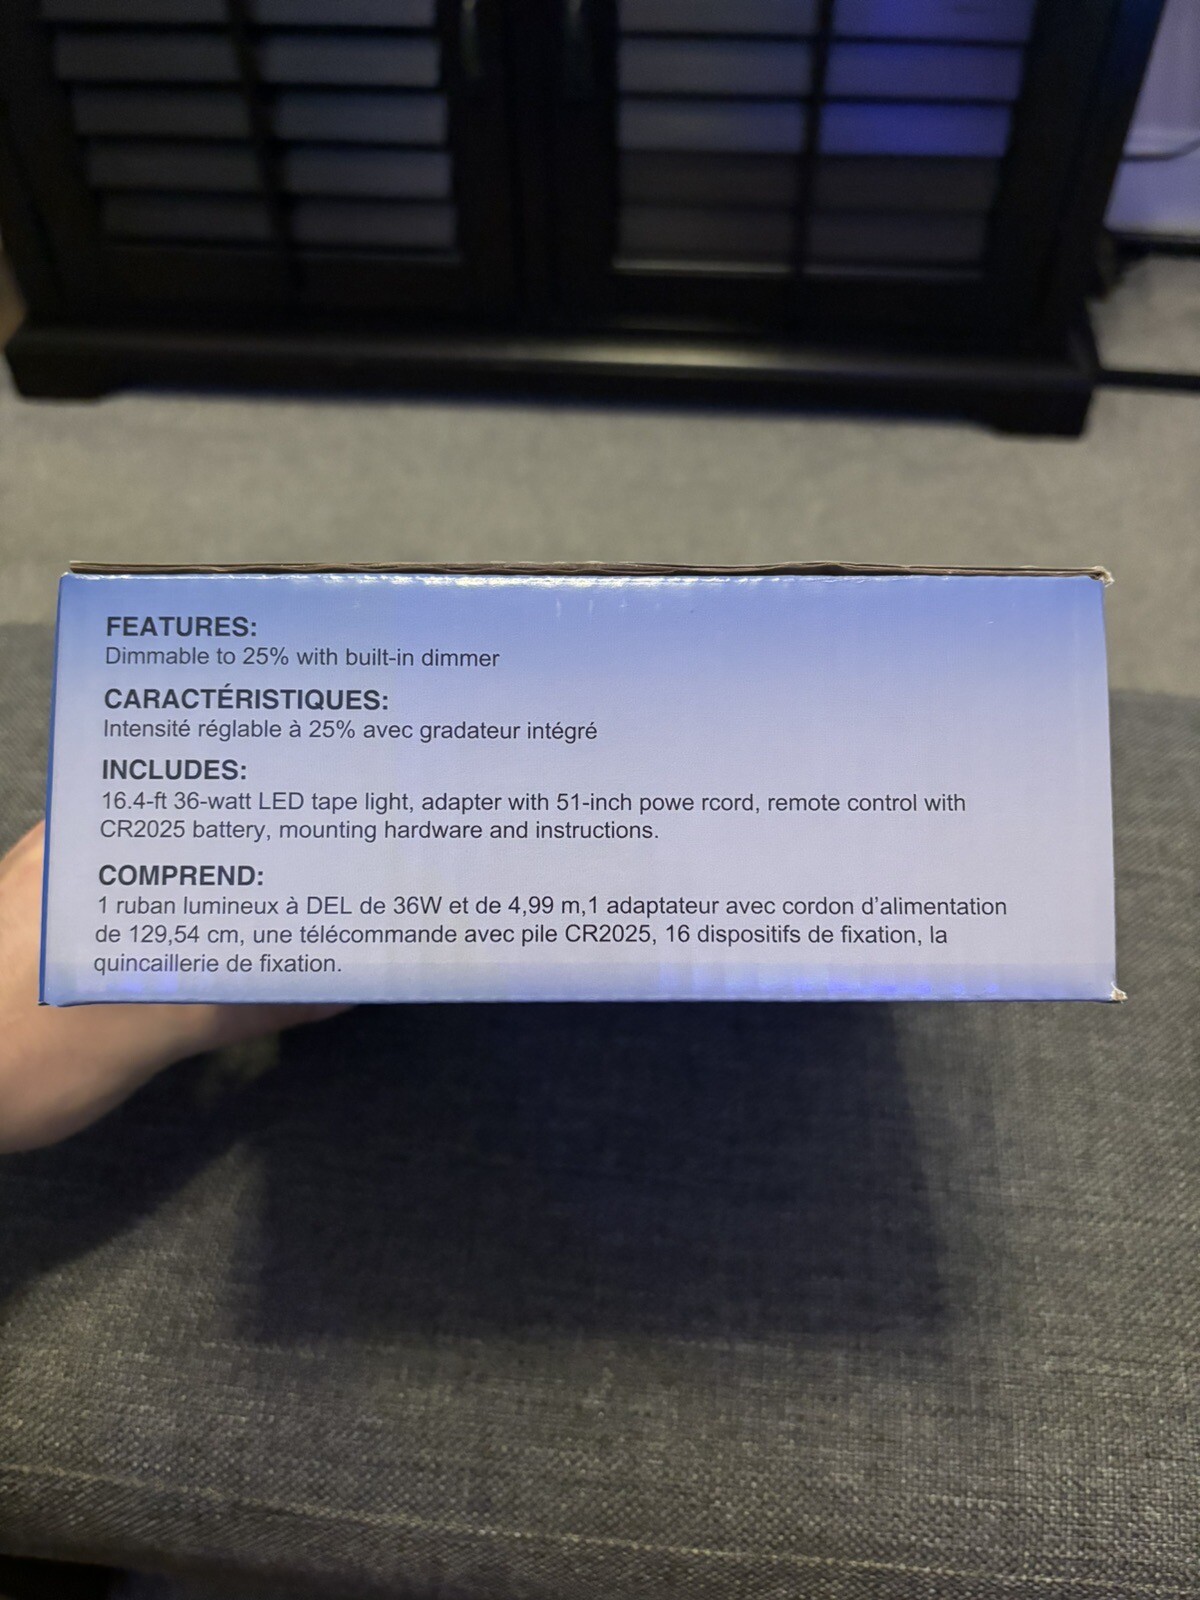 FEATURES:
Dimmable to 25% with built-in dimmer
CARACTÉRISTIQUES:
Intensité réglable à 25% avec gradateur intégré
INCLUDES:
16.4-ft 36-watt LED tape light, adapter with 51-inch powe rcord, remote control with
CR2025 battery, mounting hardware and instructions.
COMPREND:
1 ruban lumineux à DEL de 36W et de 4,99 m,1 adaptateur avec cordon d’alimentation
de 129,54 cm, une télécommande avec pile CR2025, 16 dispositifs de fixation, la
quincaillerie de fixation.